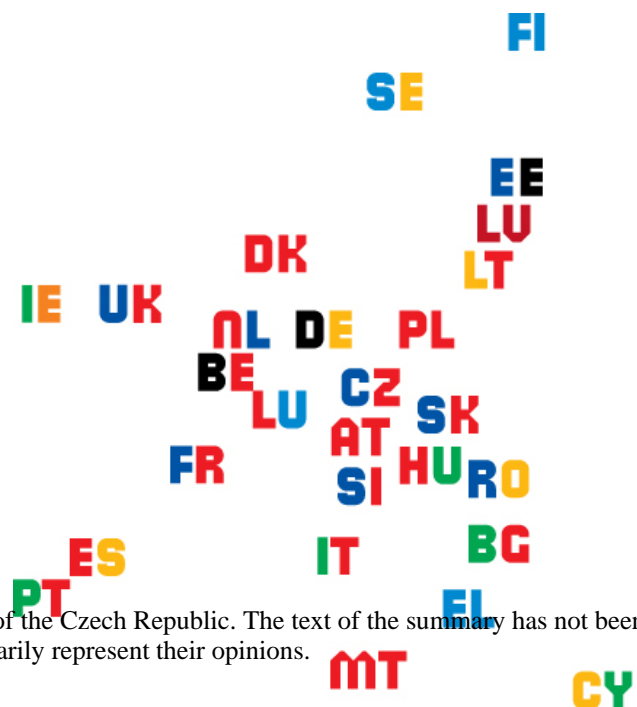 FI
SE
EE
LV
DK
LT
IE UK
NL DE PL
BE
CZ
LU SK
AT
FR HU RO
SI
ES IT BG
PT EL
of the Czech Republic. The text of the summary has not been
arily represent their opinions.
MT
CY